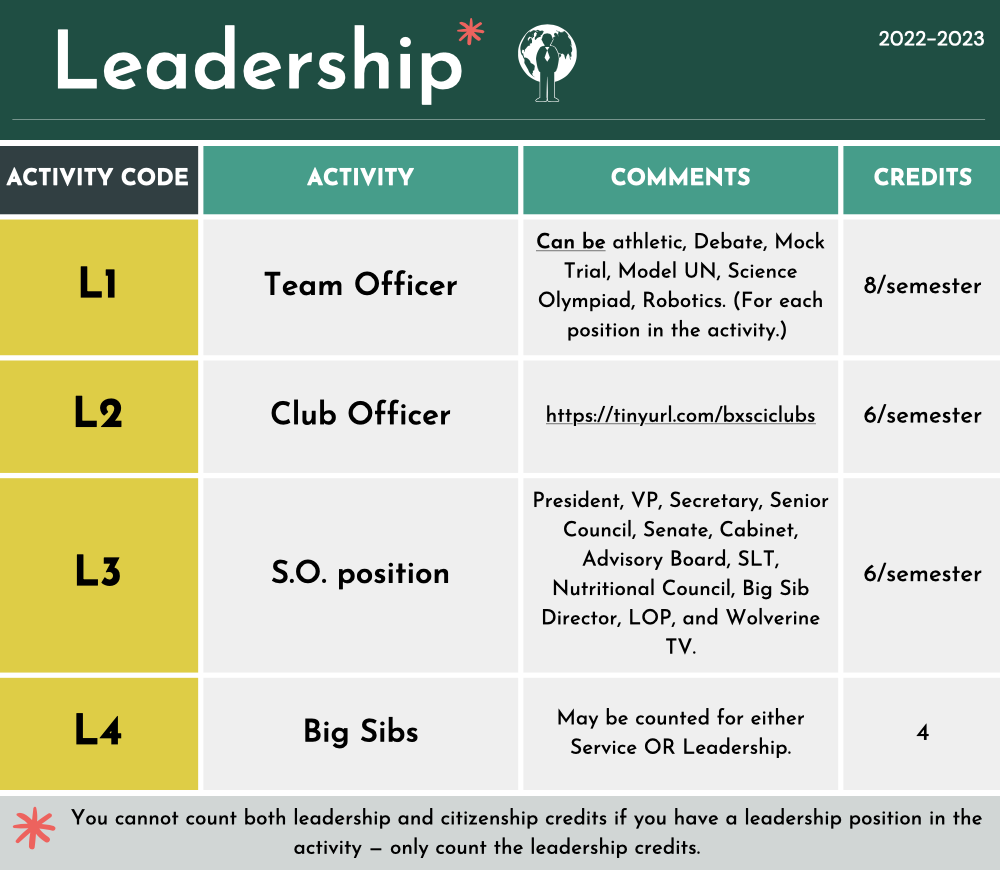 Leadership
2022–2023
ACTIVITY CODE
ACTIVITY
COMMENTS
CREDITS
L1
Team Officer
Can be athletic, Debate, Mock
Trial, Model UN, Science
Olympiad, Robotics. (For each
position in the activity.)
8/semester
L2
Club Officer
https://tinyurl.com/bxsciclubs
6/semester
L3
S.O. position
President, VP, Secretary, Senior
Council, Senate, Cabinet,
Advisory Board, SLT,
Nutritional Council, Big Sib
Director, LOP, and Wolverine
TV.
6/semester
L4
Big Sibs
May be counted for either
Service OR Leadership.
4
You cannot count both leadership and citizenship credits if you have a leadership position in the
activity – only count the leadership credits.